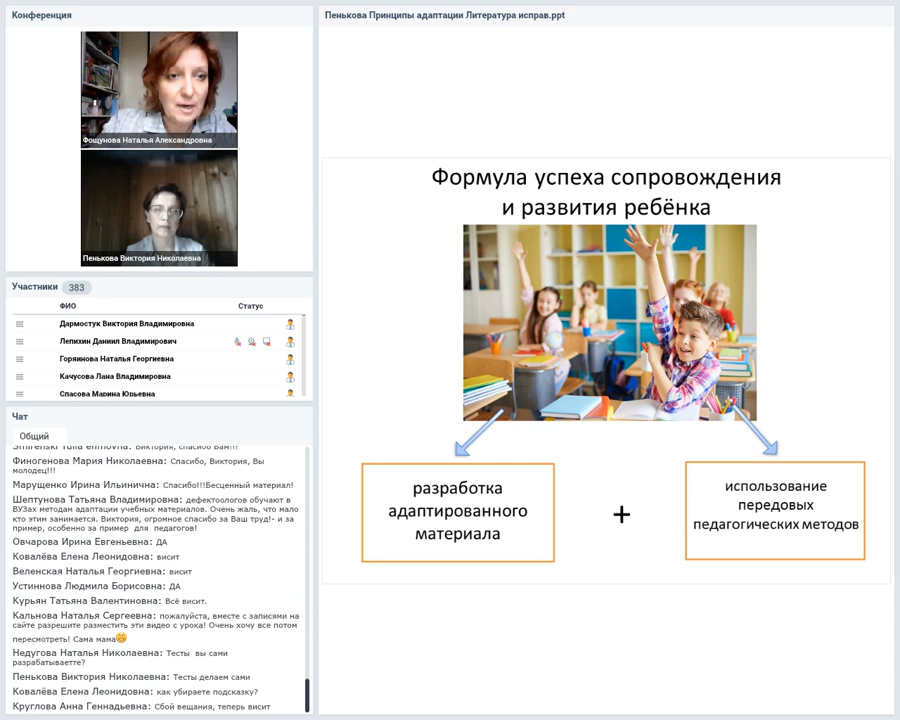 Конференция
Фощунова Наталья Александровна
Пенькова Виктория Николаевна
Участники 383
ФИО Статус
Дармостук Виктория Владимировна
Лепихин Даниил Владимирович
Горяинова Наталья Георгиевна
Качусова Лана Владимировна
Спасова Марина Юрьевна
Чат
Общий
Виктория, спасибо Вам!!!
Финогенова Мария Николаевна: Спасибо, Виктория, Вы
молодец!!!
Марущенко Ирина Ильинична: Спасибо!!!Бесценный материал!
Шептунова Татьяна Владимировна: дефектологов обучают в
ВУЗах методам адаптации учебных материалов. Очень жаль, что мало
кто этим занимается. Виктория, огромное спасибо за Ваш труд!- и за
пример, особенно за пример для педагогов!
Овчарова Ирина Евгеньевна: ДА
Ковалёва Елена Леонидовна: висит
Веленская Наталья Георгиевна: висит
Устиннова Людмила Борисовна: ДА
Курьян Татьяна Валентиновна: Всё висит.
Кальнова Наталья Сергеевна: пожалуйста, вместе с записями на
сайте разрешите разместить эти видео с урока! Очень хочу все потом
пересмотреть! Сама мама
Недугова Наталья Николаевна: Тесты вы сами
разрабатываетте?
Пенькова Виктория Николаевна: Тесты делаем сами
Ковалёва Елена Леонидовна: как убираете подсказку?
Круглова Анна Геннадьевна: Сбой вещания, теперь висит
Пенькова Принципы адаптации Литература исправ.ppt
Формула успеха сопровождения
и развития ребёнка
разработка
адаптированного
материала
+
использование
передовых
педагогических методов